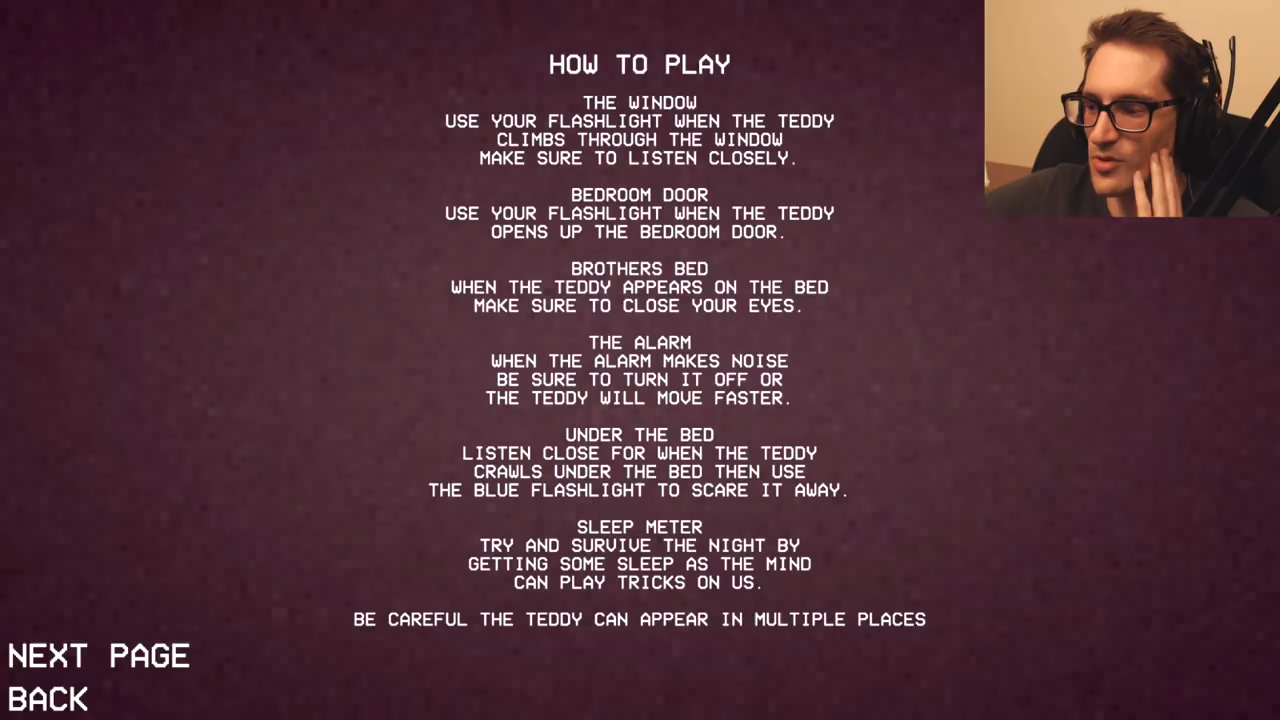 HOW TO PLAY
THE WINDOW
USE YOUR FLASHLIGHT WHEN THE TEDDY
CLIMBS THROUGH THE WINDOW
MAKE SURE TO LISTEN CLOSELY.
BEDROOM DOOR
USE YOUR FLASHLIGHT WHEN THE TEDDY
OPENS UP THE BEDROOM DOOR.
BROTHERS BED
WHEN THE TEDDY APPEARS ON THE BED
MAKE SURE TO CLOSE YOUR EYES.
THE ALARM
WHEN THE ALARM MAKES NOISE
BE SURE TO TURN IT OFF OR
THE TEDDY WILL MOVE FASTER.
UNDER THE BED
LISTEN CLOSE FOR WHEN THE TEDDY
CRAWLS UNDER THE BED THEN USE
THE BLUE FLASHLIGHT TO SCARE IT AWAY.
SLEEP METER
TRY AND SURVIVE THE NIGHT BY
GETTING SOME SLEEP AS THE MIND
CAN PLAY TRICKS ON US.
BE CAREFUL THE TEDDY CAN APPEAR IN MULTIPLE PLACES
NEXT PAGE
BACK